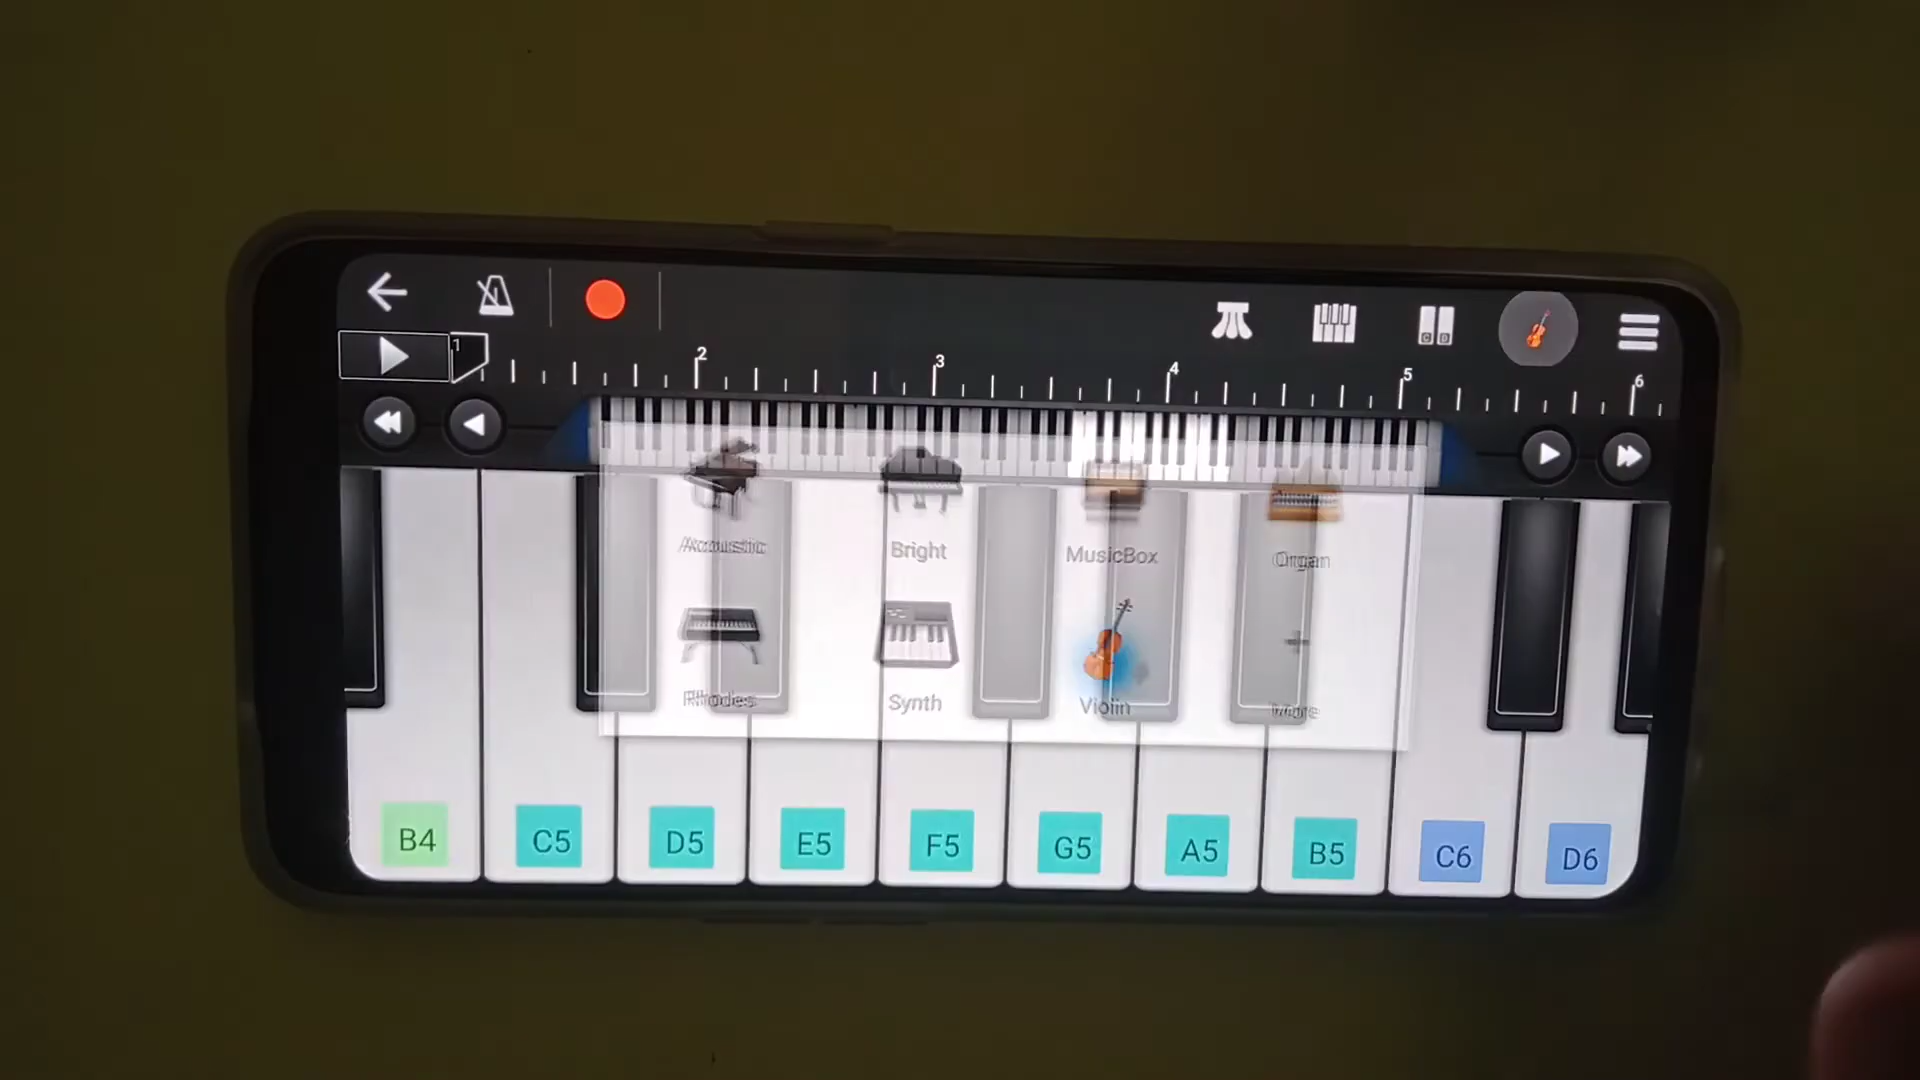 1 2 3 4 5 6
C D
Acoustic Bright MusicBox Organ
Rhodes Synth Violin More
B4 C5 D5 E5 F5 G5 A5 B5 C6 D6